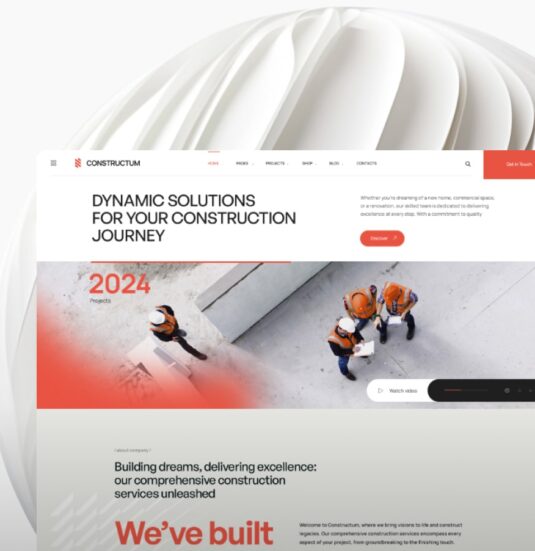 CONSTRUCTUM
HOME PAGES PROJECTS SHOP BLOG CONTACTS
Get in Touch
DYNAMIC SOLUTIONS
FOR YOUR CONSTRUCTION
JOURNEY
Whether you're dreaming of a new home, commercial space,
or a renovation, our skilled team is dedicated to delivering
excellence at every step. With a commitment to quality
Discover
2024
Projects
Watch video
/ about company /
Building dreams, delivering excellence:
our comprehensive construction
services unleashed
We've built
Welcome to Constructum, where we bring visions to life and construct
legacies. Our comprehensive construction services encompass every
aspect of your project, from groundbreaking to the finishing touch.